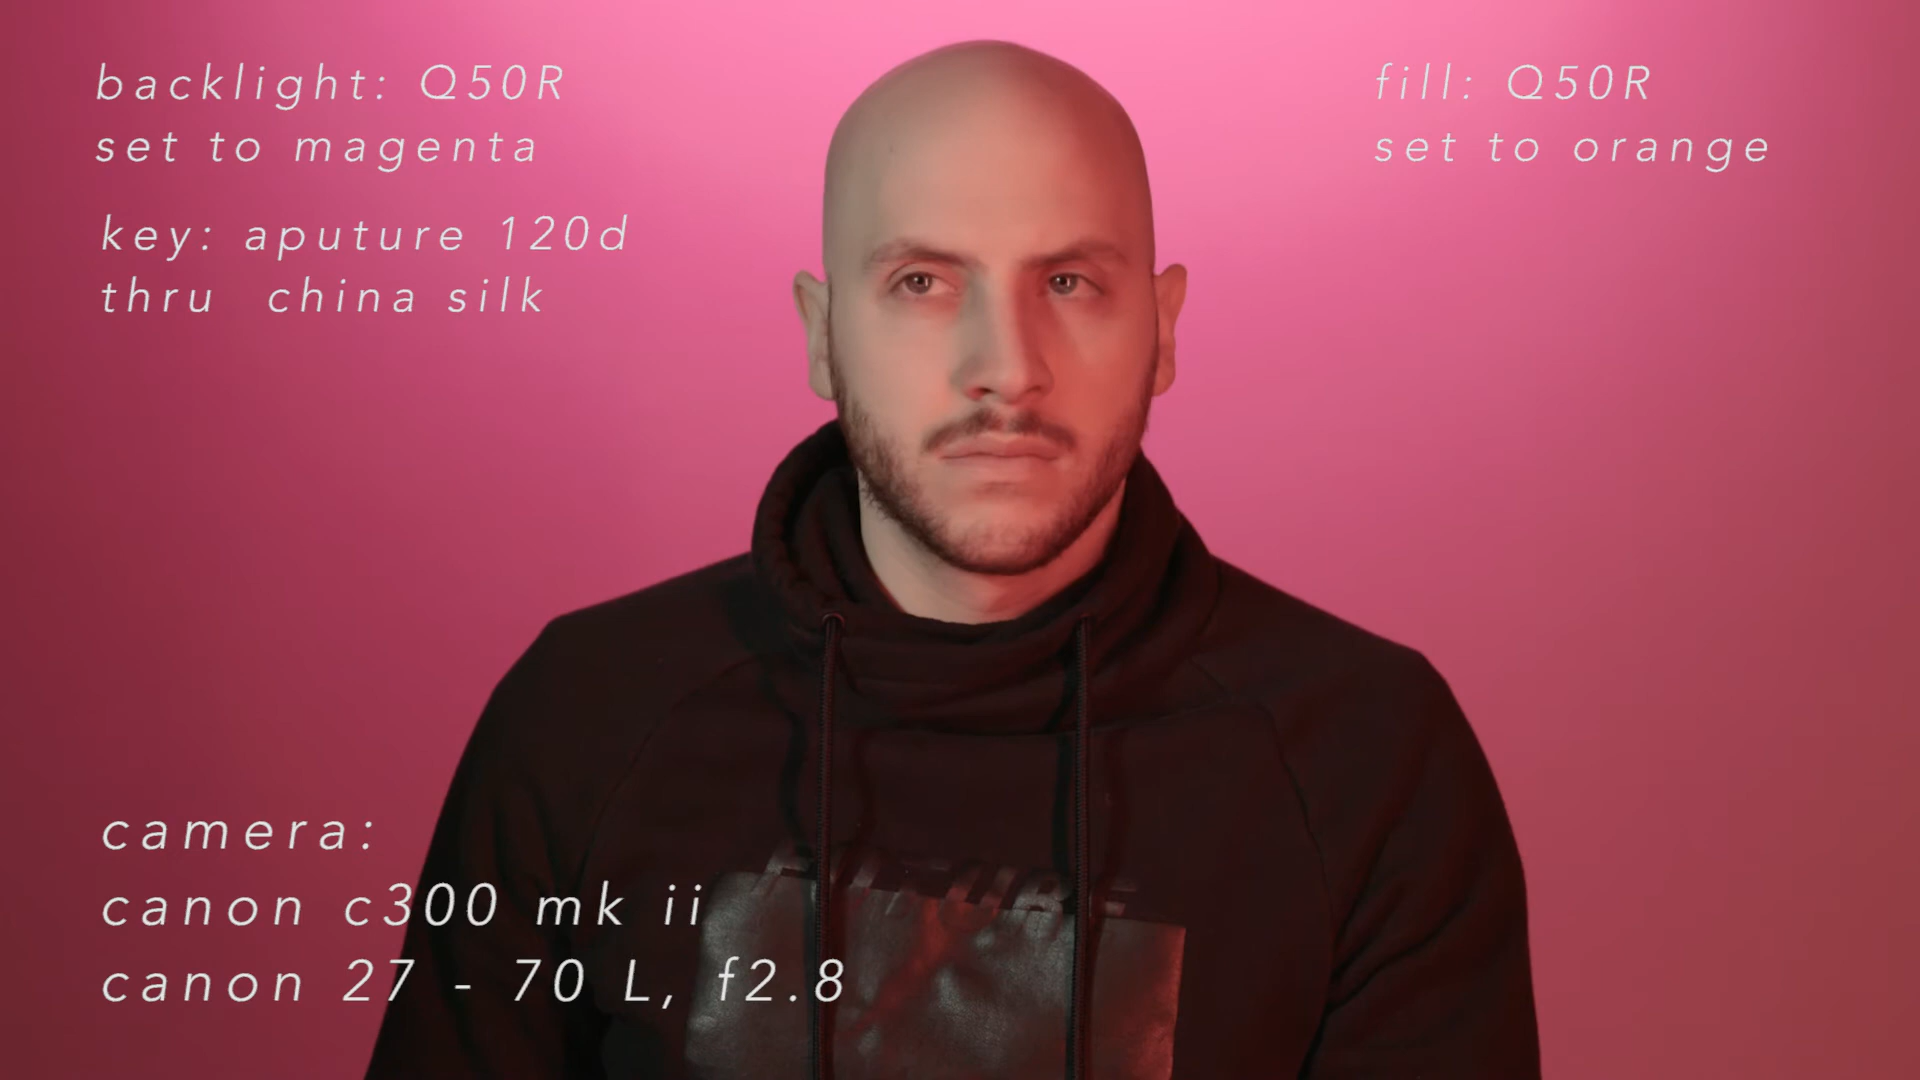 backlight: Q50R
set to magenta
key: aputure 120d
thru china silk
fill: Q50R
set to orange
camera:
canon c300 mk ii
canon 27 - 70 L, f2.8